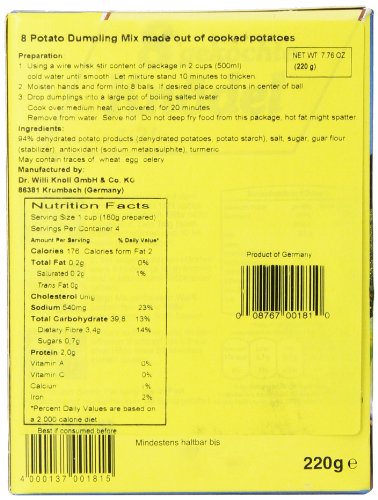 8 Potato Dumpling Mix made out of cooked potatoes
NET WT 7.76 OZ
(220 g)
Preparation
1. Using a wire whisk stir content of package in 2 cups (500ml)
cold water until smooth. Let mixture stand 10 minutes to thicken.
2. Moisten hands and form into 8 balls. If desired place croutons in center of ball
3. Drop dumplings into a large pot of boiling salted water
Cook over medium heat, uncovered, for 20 minutes
Remove from water. Serve hot. Do not deep fry food from this package, hot fat might spatter
Ingredients:
94% dehydrated potato products (dehydrated potatoes, potato starch), salt, sugar, guar flour
(stabilizer) antioxidant (sodium metabisulphite), turmeric
May contain traces of wheat egg celery
Manufactured by:
Dr. Willi Knoll GmbH & Co. KG
86381 Krumbach (Germany)
Nutrition Facts
Serving Size 1 cup (180g prepared)
Servings Per Container 4
Amount Per Serving % Daily Value*
Calories 176 Calories form Fat 2
Total Fat 0,2g 0%
Saturated 0.2g 1%
Trans Fat 0g
Cholesterol 0mg
Sodium 540mg 23%
Total Carbohydrate 39,8 13%
Dietary Fibre 3,4g 14%
Sugars 0,7g
Protein 2,0g
Vitamin A 0%
Vitamin C 0%
Calcium 1%
Iron 2%
*Percent Daily Values are based on
a 2 000 calorie diet
Product of Germany
0 08767 00181 0
Best if consumed before
Mindestens haltbar bis
4 000137 001815
220g e